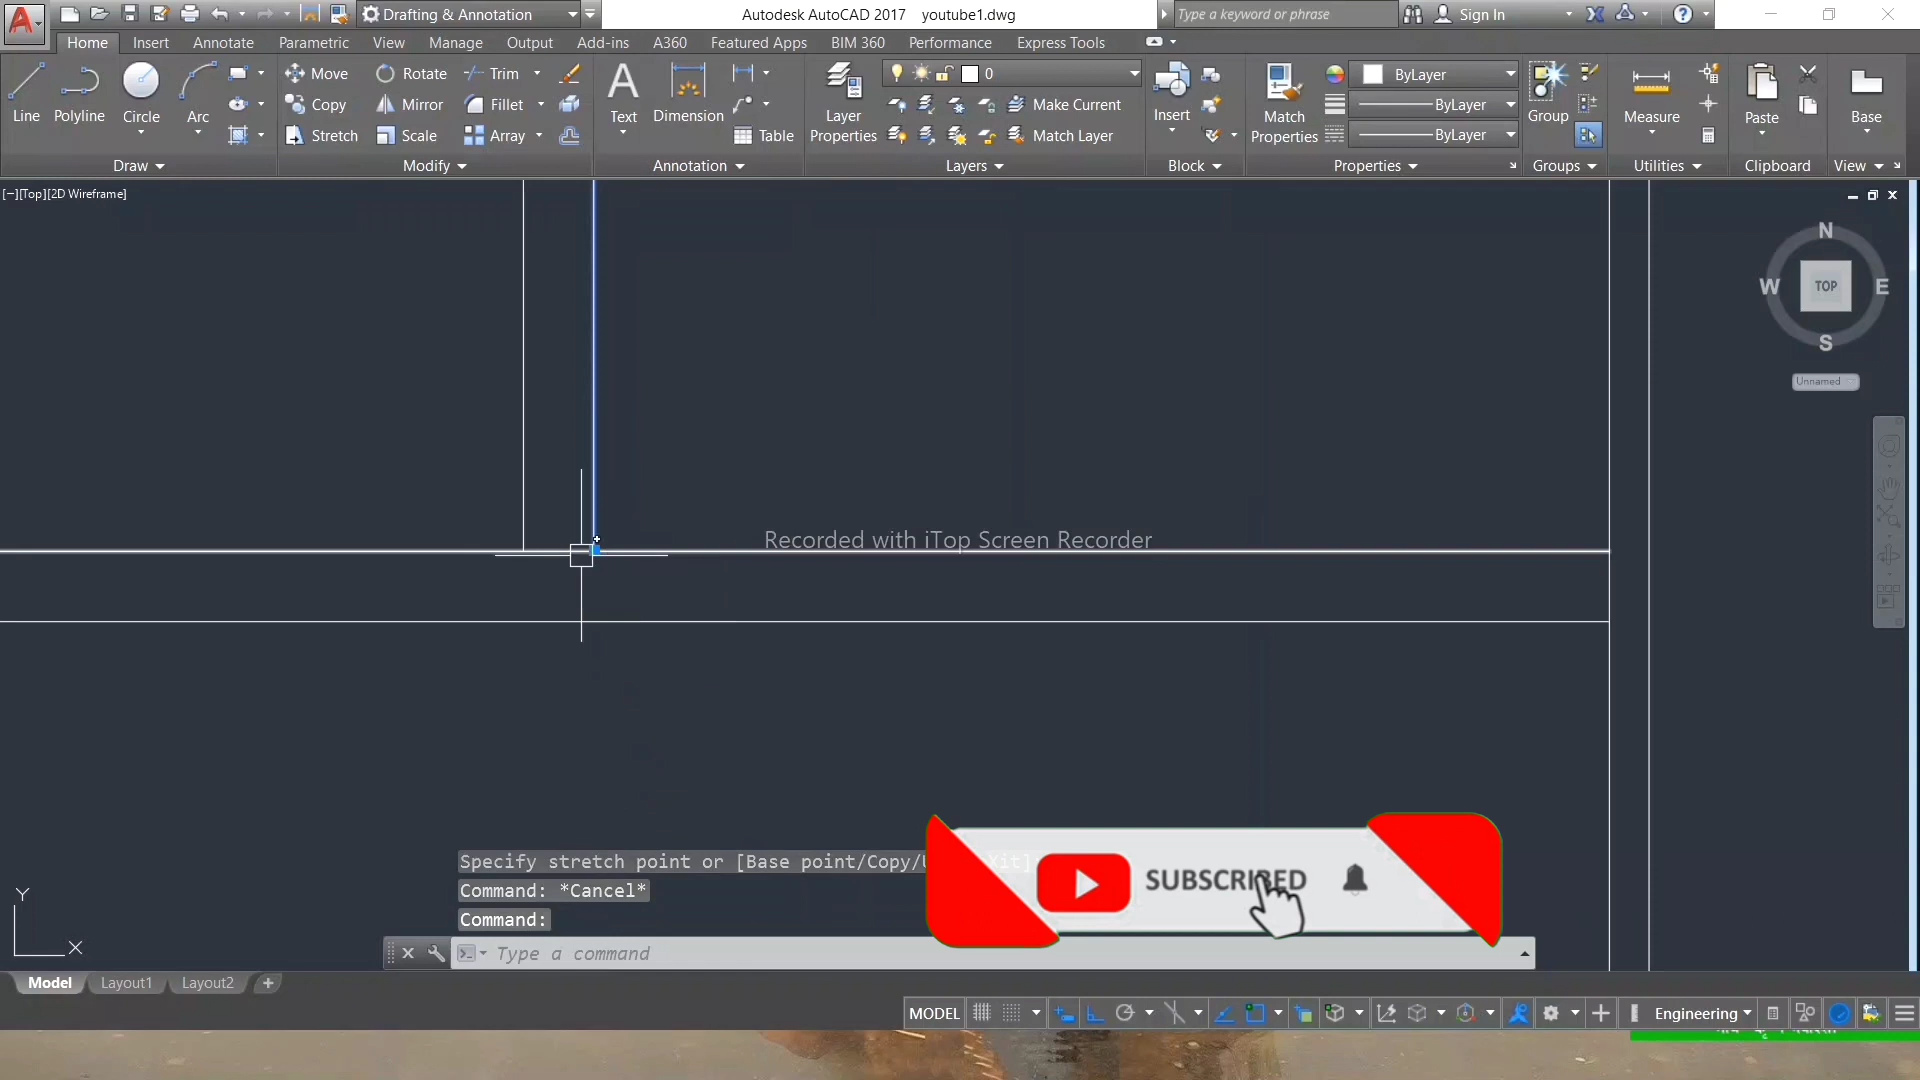 Drafting & Annotation
Autodesk AutoCAD 2017 youtube1.dwg
Type a keyword or phrase
Sign In
Home Insert Annotate Parametric View Manage Output Add-ins A360 Featured Apps BIM 360 Performance Express Tools
Line Polyline Circle Arc
Move Rotate Trim
Copy Mirror Fillet
Stretch Scale Array
Text Dimension Table
Layer Properties
0
Make Current
Match Layer
Insert
Match Properties
ByLayer
ByLayer
ByLayer
Group
Measure
Paste
Base
Draw Modify Annotation Layers Block Properties Groups Utilities Clipboard View
[−][Top][2D Wireframe]
N
W TOP E
S
Unnamed
Recorded with iTop Screen Recorder
Specify stretch point or [Base point/Copy/
Command: *Cancel*
Command:
SUBSCRIBED
Type a command
Y
X
Model Layout1 Layout2 +
MODEL
Engineering